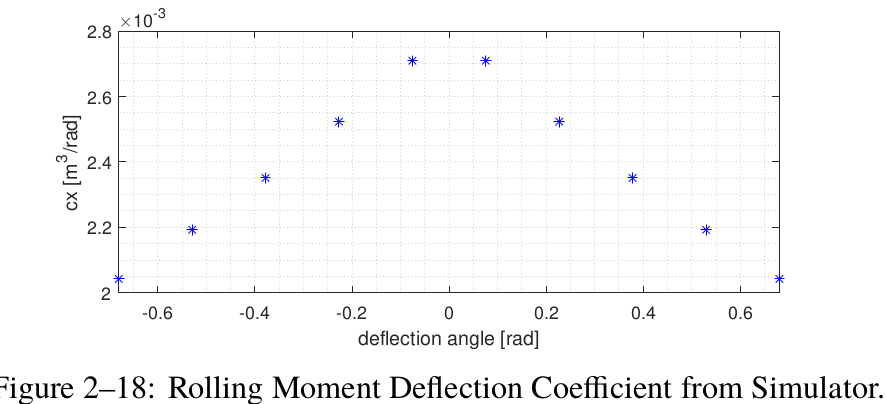 ×10⁻³
2.8
2.6
2.4
2.2
2
cx [m³/rad]
-0.6 -0.4 -0.2 0 0.2 0.4 0.6
deflection angle [rad]
Figure 2–18: Rolling Moment Deflection Coefficient from Simulator.